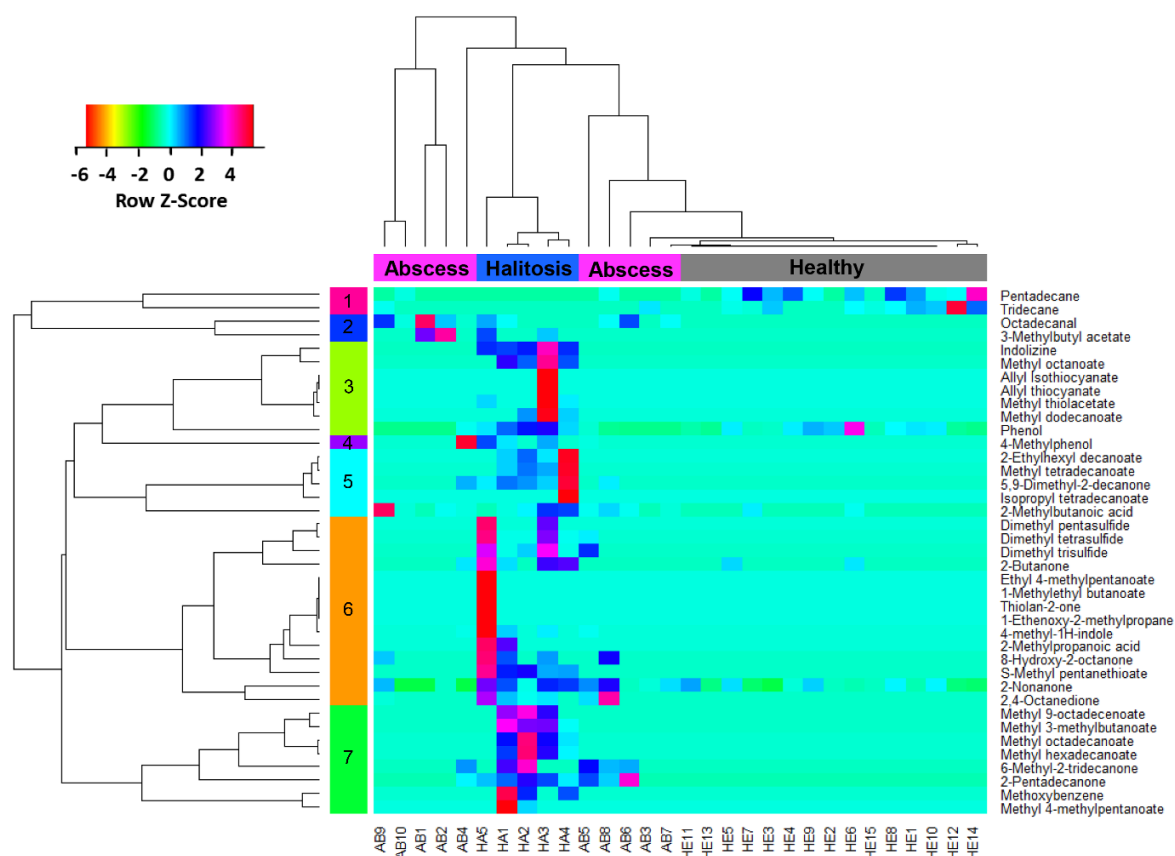 -6 -4 -2 0 2 4
Row Z-Score
Abscess Halitosis Abscess Healthy
1
2
3
4
5
6
7
Pentadecane
Tridecane
Octadecanal
3-Methylbutyl acetate
Indolizine
Methyl octanoate
Allyl Isothiocyanate
Allyl thiocyanate
Methyl thiolacetate
Methyl dodecanoate
Phenol
4-Methylphenol
2-Ethylhexyl decanoate
Methyl tetradecanoate
5,9-Dimethyl-2-decanone
Isopropyl tetradecanoate
2-Methylbutanoic acid
Dimethyl pentasulfide
Dimethyl tetrasulfide
Dimethyl trisulfide
2-Butanone
Ethyl 4-methylpentanoate
1-Methylethyl butanoate
Thiolan-2-one
1-Ethenoxy-2-methylpropane
4-methyl-1H-indole
2-Methylpropanoic acid
8-Hydroxy-2-octanone
S-Methyl pentanethioate
2-Nonanone
2,4-Octanedione
Methyl 9-octadecenoate
Methyl 3-methylbutanoate
Methyl octadecanoate
Methyl hexadecanoate
6-Methyl-2-tridecanone
2-Pentadecanone
Methoxybenzene
Methyl 4-methylpentanoate
AB9 AB10 AB1 AB2 AB4 HA5 HA1 HA2 HA3 HA4 AB5 AB8 AB6 AB3 AB7 HE11 HE13 HE5 HE7 HE3 HE4 HE9 HE2 HE6 HE15 HE8 HE1 HE10 HE12 HE14